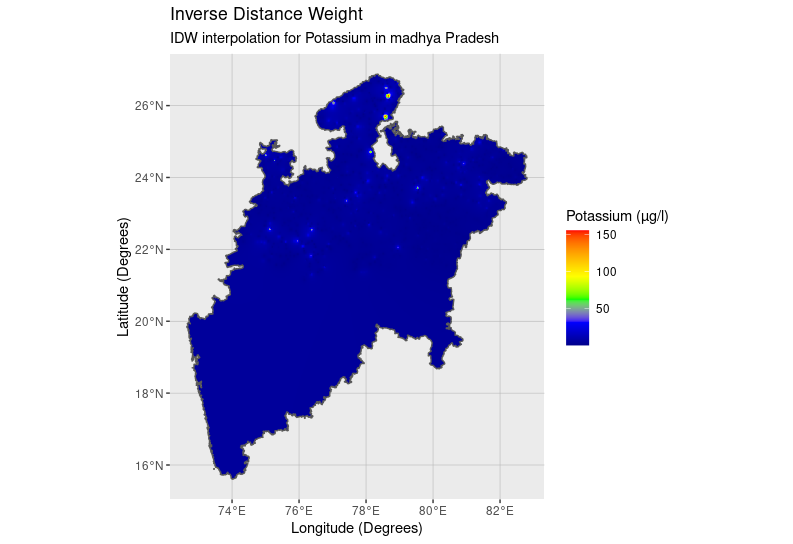 Inverse Distance Weight
IDW interpolation for Potassium in madhya Pradesh
26°N
24°N
22°N
20°N
18°N
16°N
Latitude (Degrees)
74°E 76°E 78°E 80°E 82°E
Longitude (Degrees)
Potassium (µg/l)
150
100
50